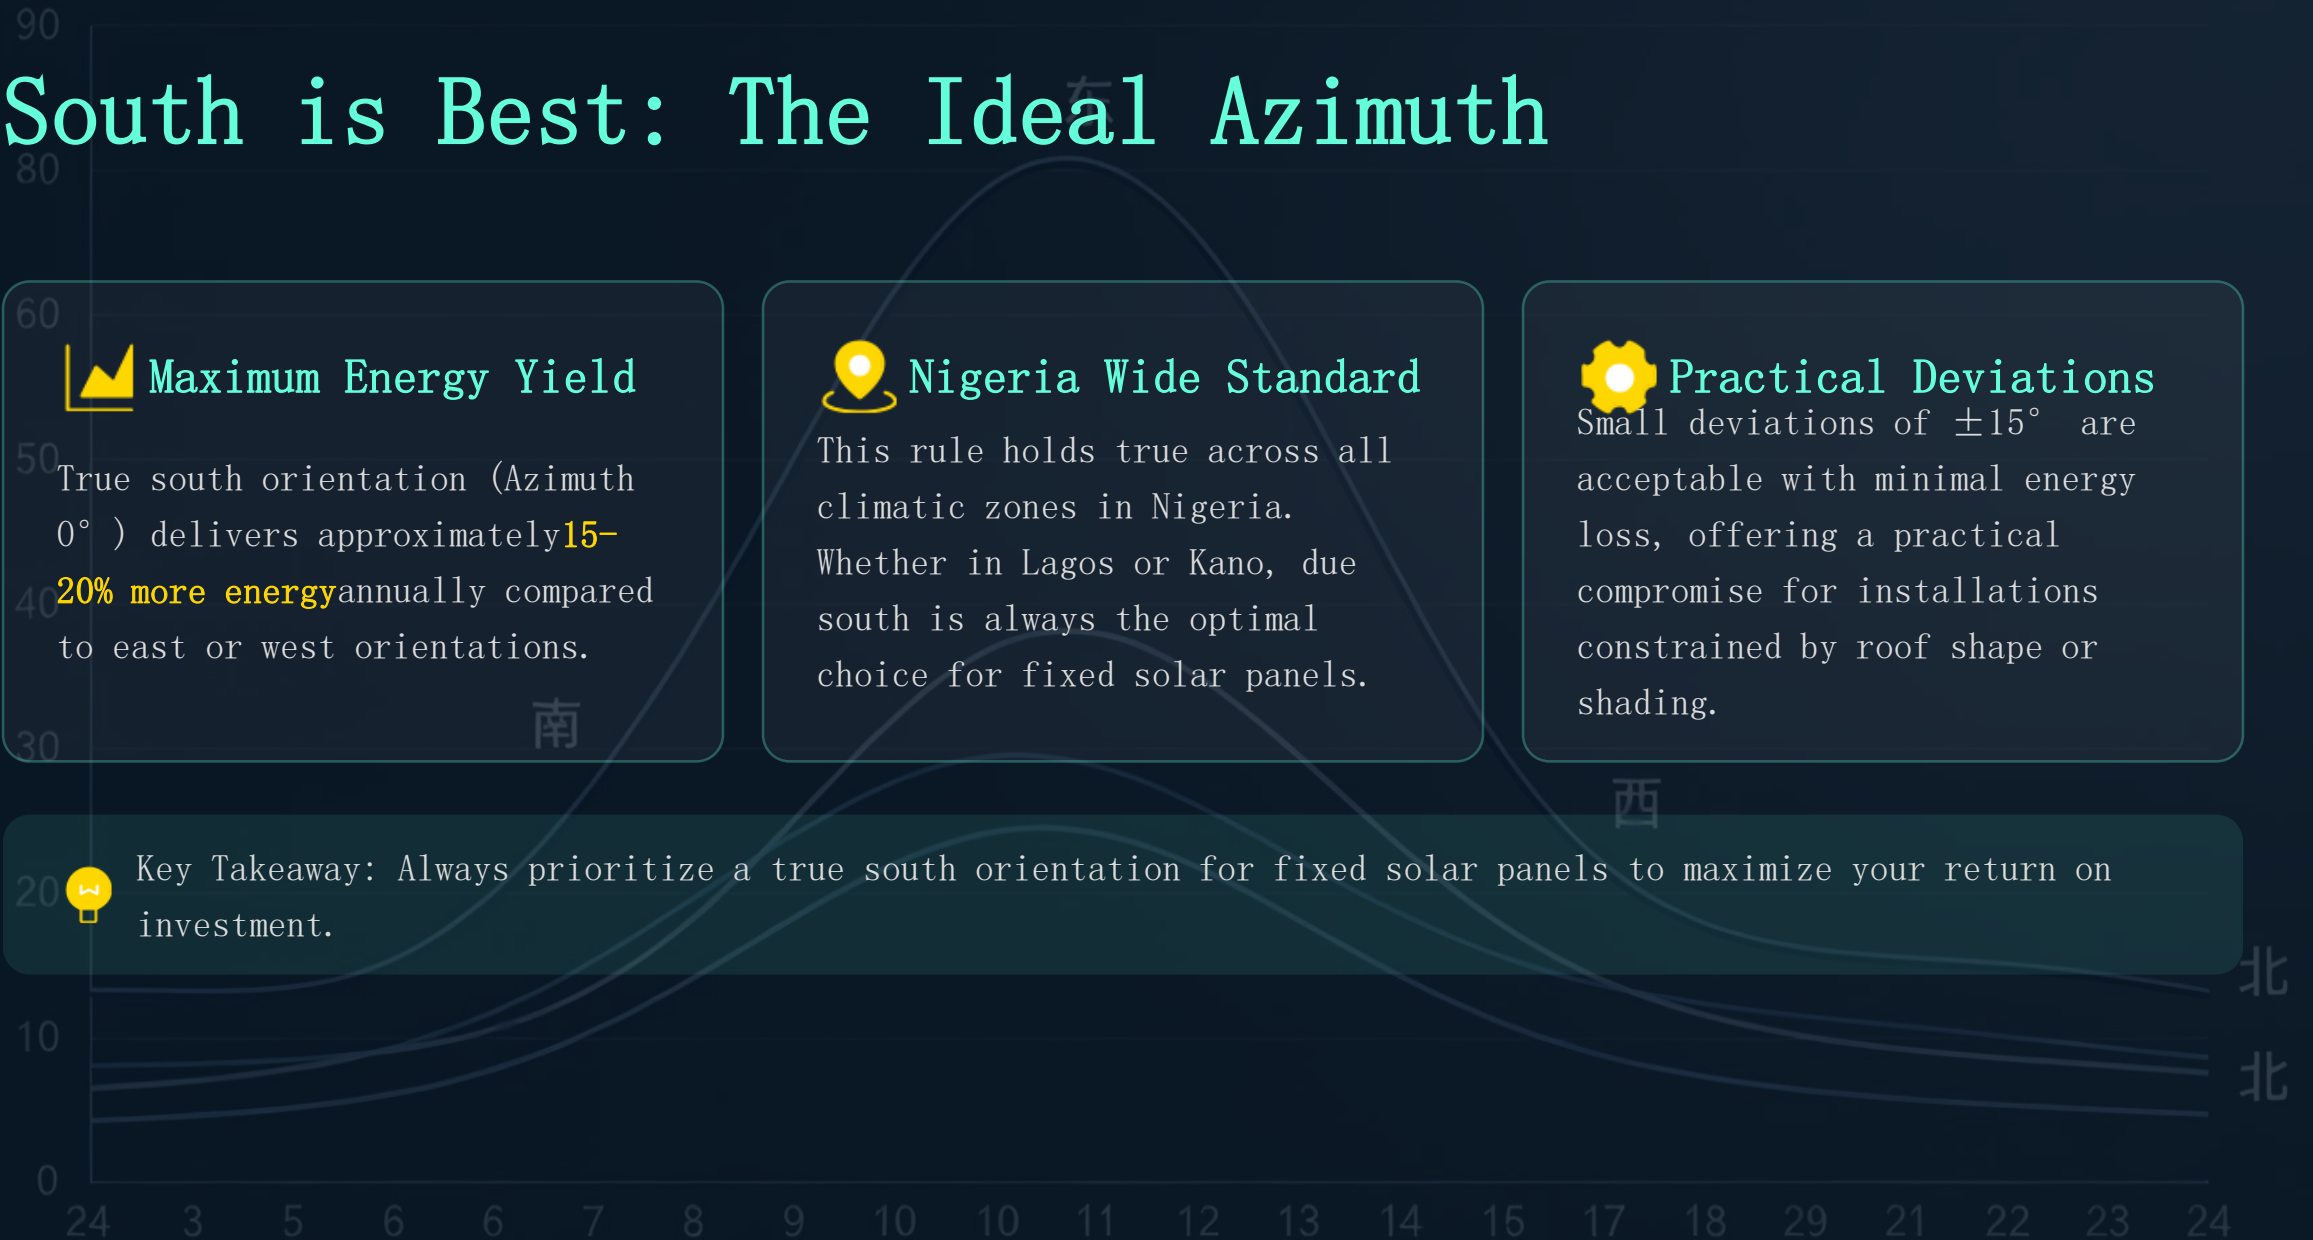 90
South is Best: The Ideal Azimuth
东
80
60
Maximum Energy Yield
50
True south orientation (Azimuth
0°) delivers approximately15-
40
20% more energyannually compared
to east or west orientations.
南
30
Nigeria Wide Standard
This rule holds true across all
climatic zones in Nigeria.
Whether in Lagos or Kano, due
south is always the optimal
choice for fixed solar panels.
Practical Deviations
Small deviations of ±15° are
acceptable with minimal energy
loss, offering a practical
compromise for installations
constrained by roof shape or
shading.
西
20
Key Takeaway: Always prioritize a true south orientation for fixed solar panels to maximize your return on
investment.
北
10
北
0
24 3 5 6 6 7 8 9 10 10 11 12 13 14 15 17 18 29 21 22 23 24